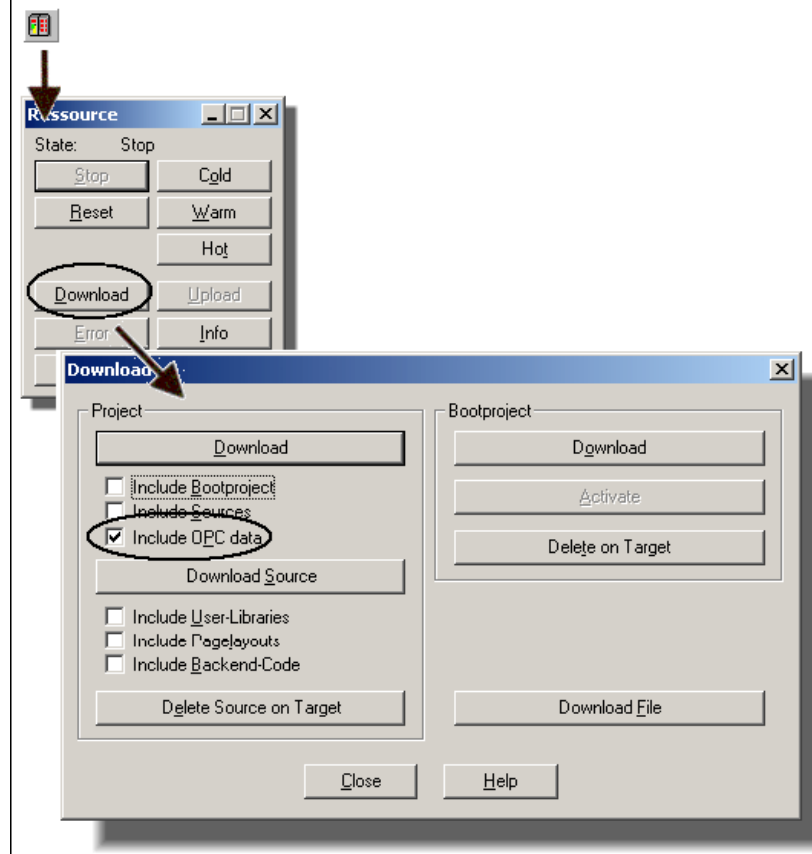 Ressource
State: Stop
Stop Cold
Reset Warm
Hot
Download Upload
Error Info
Download
Project Bootproject
Download Download
Include Bootproject Activate
Include Sources
Include OPC data Delete on Target
Download Source
Include User-Libraries
Include Pagelayouts
Include Backend-Code
Delete Source on Target Download File
Close Help